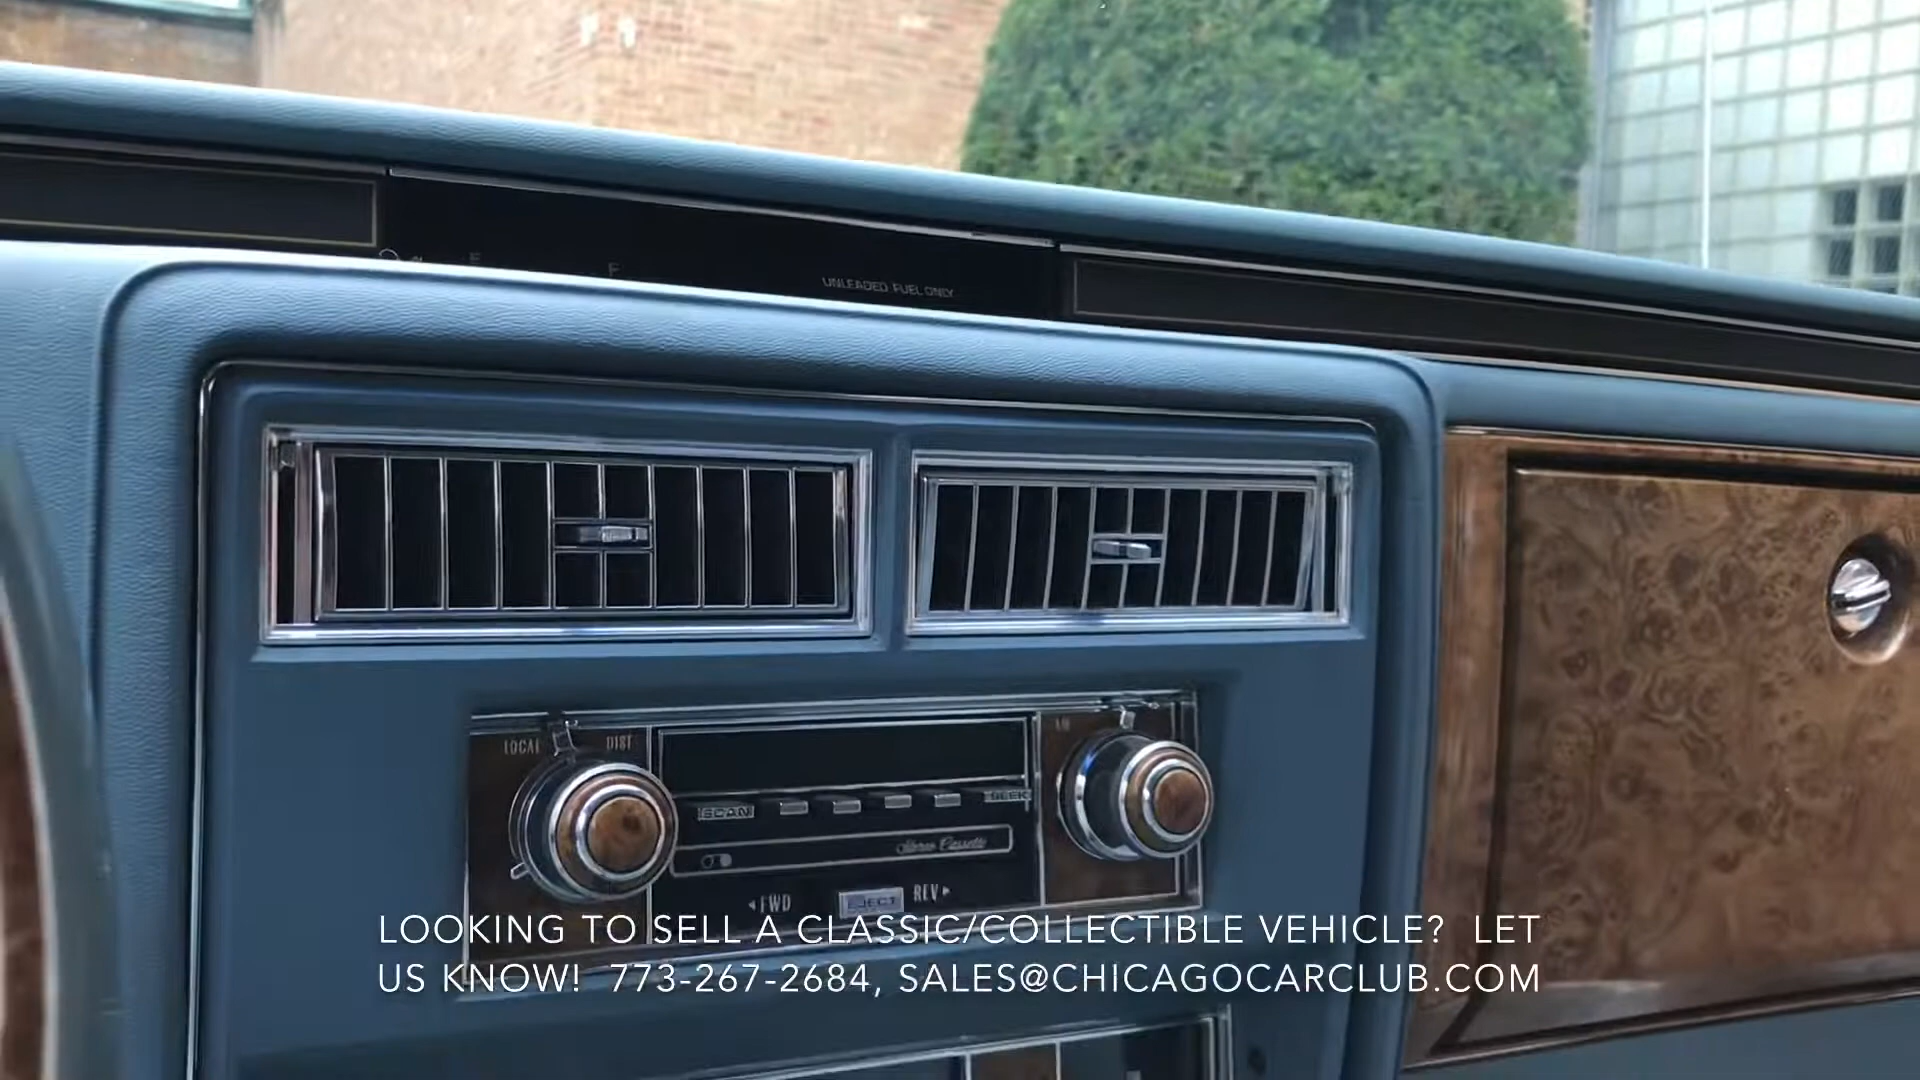 UNLEADED FUEL ONLY
LOCAL DIST
SCAN SEEK
Stereo Cassette
◂FWD EJECT REV▸
LOOKING TO SELL A CLASSIC/COLLECTIBLE VEHICLE?  LET
US KNOW!  773-267-2684, SALES@CHICAGOCARCLUB.COM